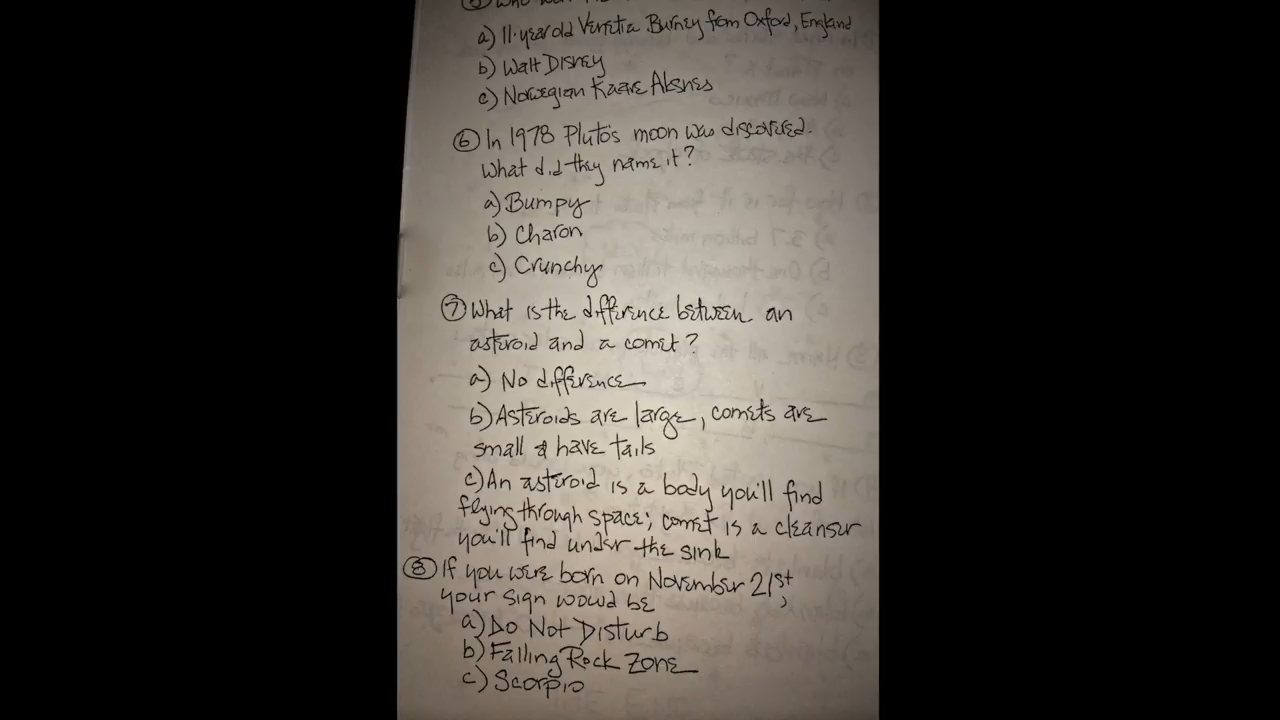 a) 11-year old Venetia Burney from Oxford, England
b) Walt Disney
c) Norwegian Kaare Aksnes
⑥ In 1978 Pluto's moon was discovered.
What did they name it?
a) Bumpy
b) Charon
c) Crunchy
⑦ What is the difference between an
asteroid and a comet?
a) No difference
b) Asteroids are large, comets are
small & have tails
c) An asteroid is a body you'll find
flying through space; comet is a cleanser
you'll find under the sink
⑧ If you were born on November 21st,
your sign would be
a) Do Not Disturb
b) Falling Rock Zone
c) Scorpio